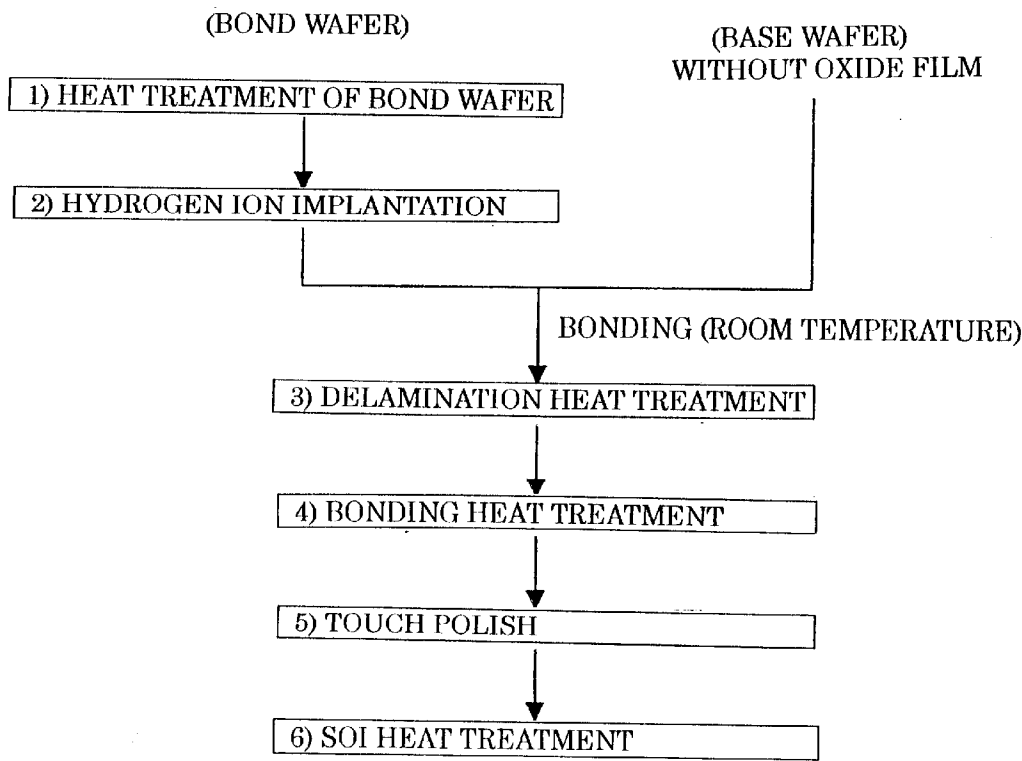 (BOND WAFER)
(BASE WAFER)
WITHOUT OXIDE FILM
1) HEAT TREATMENT OF BOND WAFER
2) HYDROGEN ION IMPLANTATION
BONDING (ROOM TEMPERATURE)
3) DELAMINATION HEAT TREATMENT
4) BONDING HEAT TREATMENT
5) TOUCH POLISH
6) SOI HEAT TREATMENT